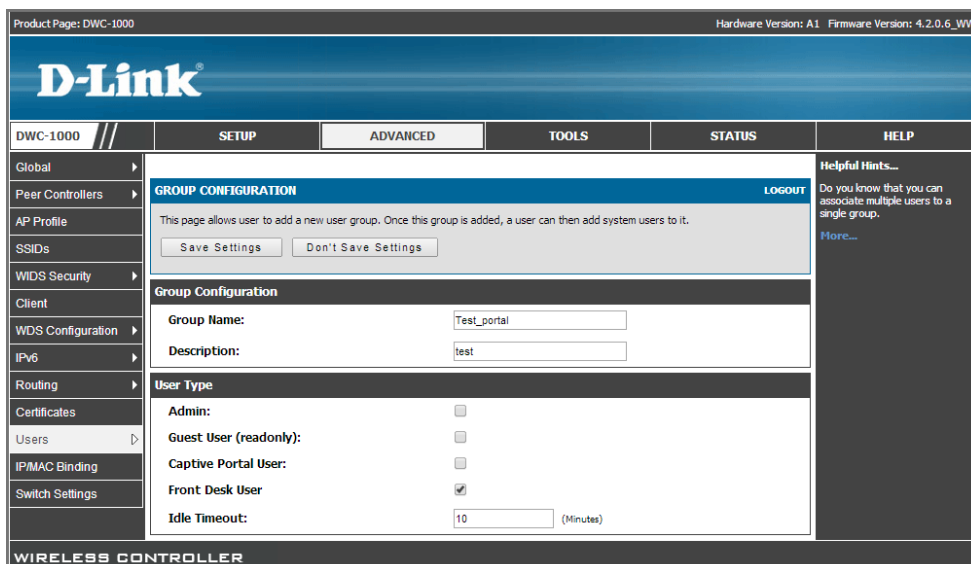 Product Page: DWC-1000
Hardware Version: A1 Firmware Version: 4.2.0.6_WW
D-Link®
DWC-1000
SETUP
ADVANCED
TOOLS
STATUS
HELP
Global
Peer Controllers
AP Profile
SSIDs
WIDS Security
Client
WDS Configuration
IPv6
Routing
Certificates
Users
IP/MAC Binding
Switch Settings
GROUP CONFIGURATION
LOGOUT
This page allows user to add a new user group. Once this group is added, a user can then add system users to it.
Save Settings
Don't Save Settings
Group Configuration
Group Name:
Test_portal
Description:
test
User Type
Admin:
Guest User (readonly):
Captive Portal User:
Front Desk User
Idle Timeout:
10
(Minutes)
Helpful Hints...
Do you know that you can
associate multiple users to a
single group.
More...
WIRELESS CONTROLLER